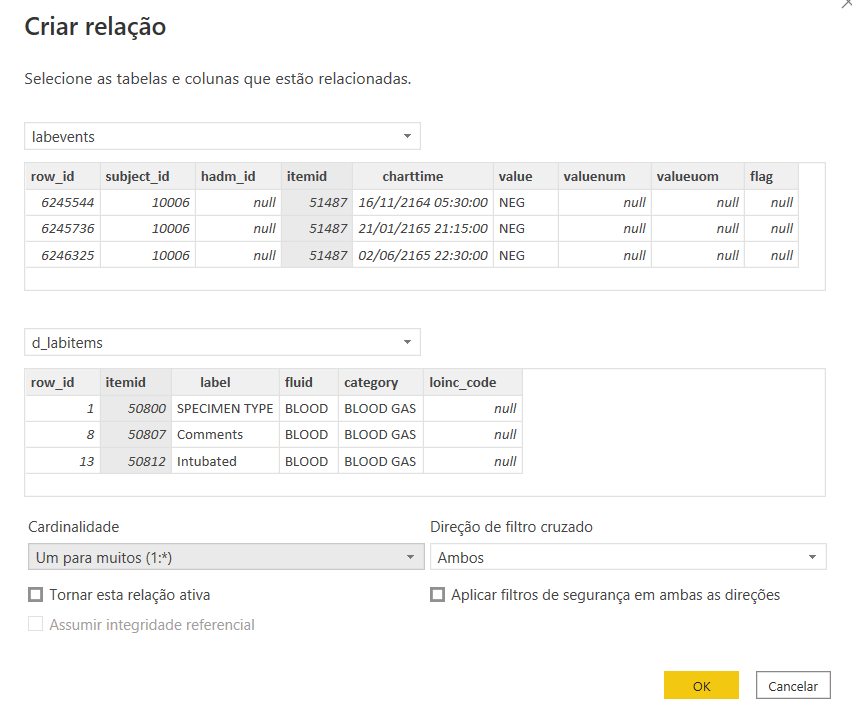 Criar relação
Selecione as tabelas e colunas que estão relacionadas.
labevents
row_id subject_id hadm_id itemid charttime value valuenum valueuom flag
6245544 10006 null 51487 16/11/2164 05:30:00 NEG null null null
6245736 10006 null 51487 21/01/2165 21:15:00 NEG null null null
6246325 10006 null 51487 02/06/2165 22:30:00 NEG null null null
d_labitems
row_id itemid label fluid category loinc_code
1 50800 SPECIMEN TYPE BLOOD BLOOD GAS null
8 50807 Comments BLOOD BLOOD GAS null
13 50812 Intubated BLOOD BLOOD GAS null
Cardinalidade Direção de filtro cruzado
Um para muitos (1:*) Ambos
Tornar esta relação ativa Aplicar filtros de segurança em ambas as direções
Assumir integridade referencial
OK Cancelar